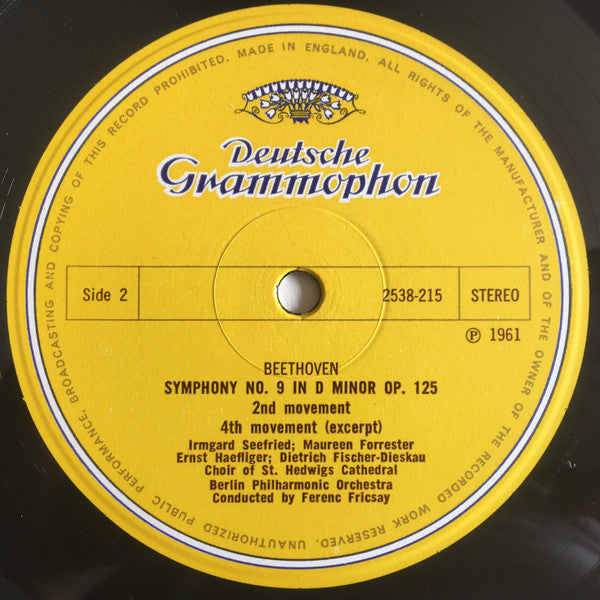 MADE IN ENGLAND. ALL RIGHTS OF THE MANUFACTURER AND OF THE OWNER OF THE RECORDED WORK RESERVED. UNAUTHORIZED PUBLIC PERFORMANCE, BROADCASTING AND COPYING OF THIS RECORD PROHIBITED.
Deutsche
Grammophon
Side 2
2538-215
STEREO
℗ 1961
BEETHOVEN
SYMPHONY NO. 9 IN D MINOR OP. 125
2nd movement
4th movement (excerpt)
Irmgard Seefried; Maureen Forrester
Ernst Haefliger; Dietrich Fischer-Dieskau
Choir of St. Hedwigs Cathedral
Berlin Philharmonic Orchestra
Conducted by Ferenc Fricsay